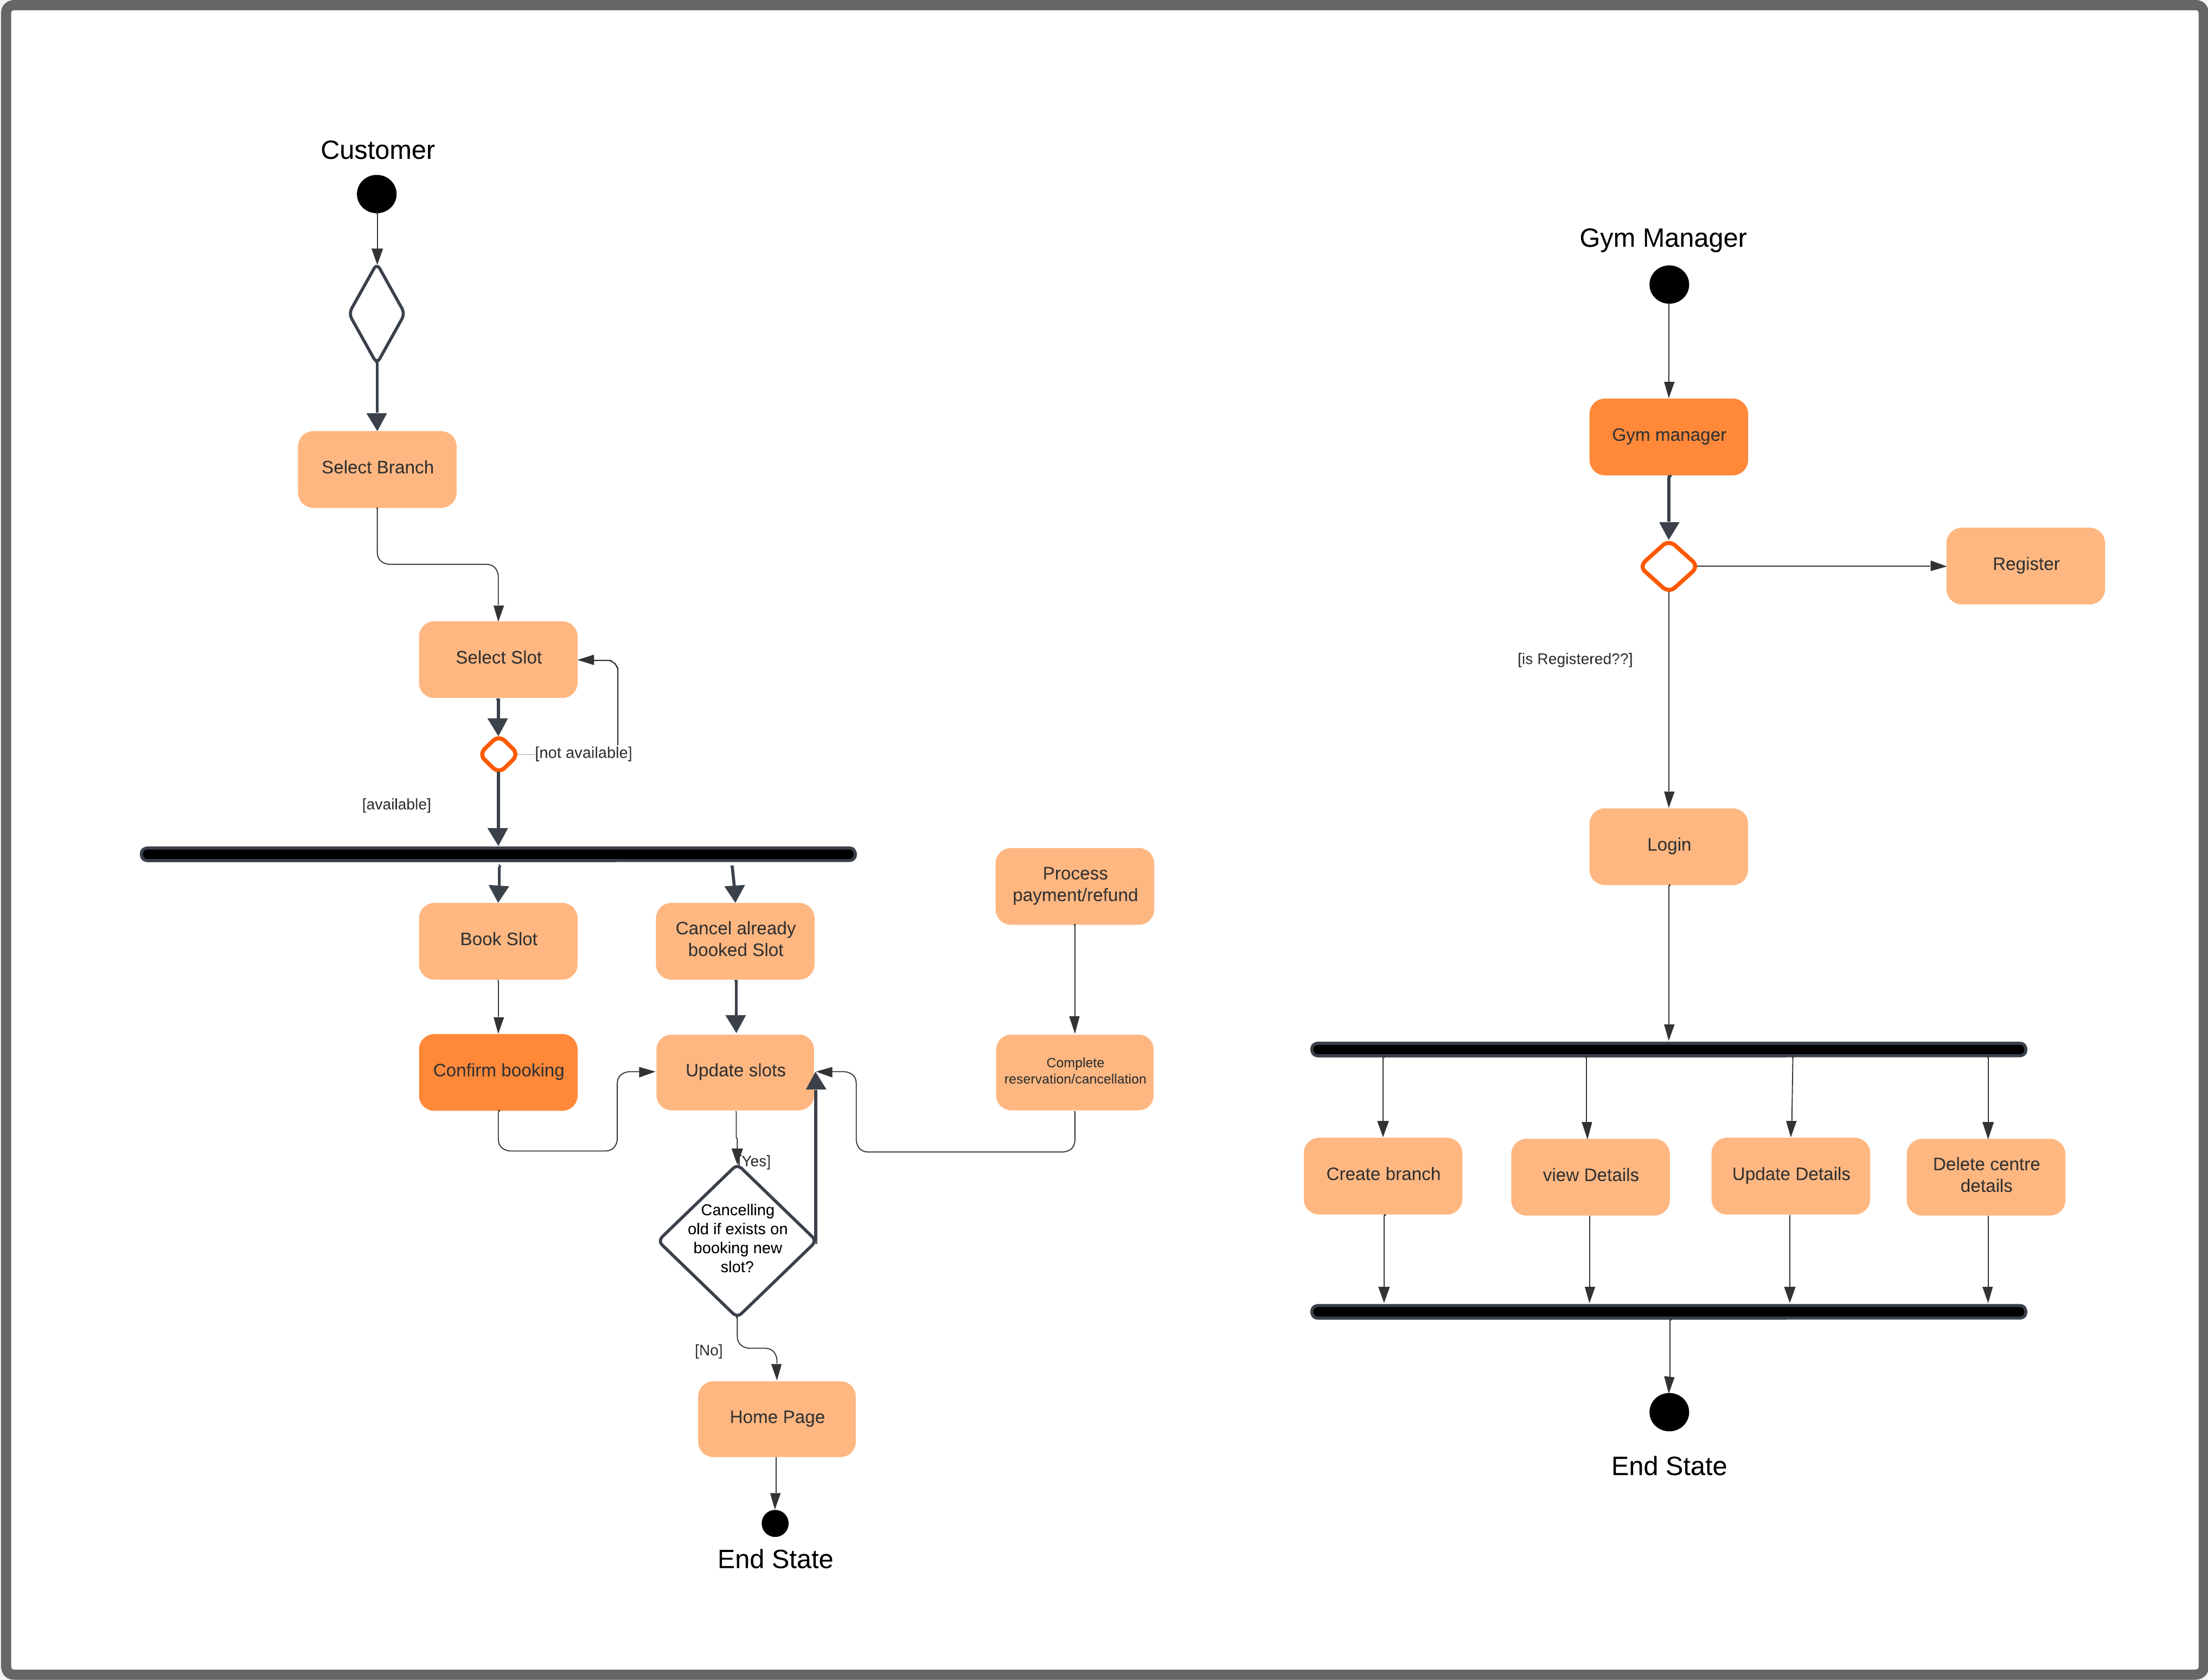 Customer
Select Branch
Select Slot
[not available]
[available]
Book Slot
Cancel already
booked Slot
Process
payment/refund
Confirm booking
Update slots
Complete
reservation/cancellation
[Yes]
Cancelling
old if exists on
booking new
slot?
[No]
Home Page
End State
Gym Manager
Gym manager
Register
[is Registered??]
Login
Create branch
view Details
Update Details
Delete centre
details
End State